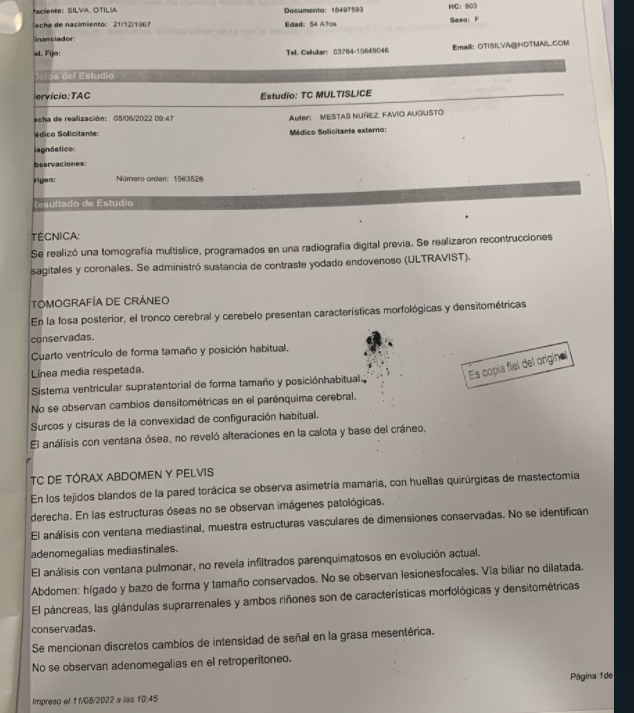 Paciente: SILVA, OTILIA Documento: 18497593 HC: 803
Fecha de nacimiento: 21/12/1967 Edad: 54 A?os Sexo: F
inanciador:
el. Fijo: Tel. Celular: 03764-15649046 Email: OTISILVA@HOTMAIL.COM
Datos del Estudio
ervicio:TAC Estudio: TC MULTISLICE
echa de realización: 05/08/2022 09:47 Autor: MESTAS NUÑEZ, FAVIO AUGUSTO
édico Solicitante: Médico Solicitante externo:
iagnóstico:
bservaciones:
rigen: Número orden: 1563528
Resultado de Estudio
TÉCNICA:
Se realizó una tomografía multislice, programados en una radiografía digital previa. Se realizaron recontrucciones
sagitales y coronales. Se administró sustancia de contraste yodado endovenoso (ULTRAVIST).
TOMOGRAFÍA DE CRÁNEO
En la fosa posterior, el tronco cerebral y cerebelo presentan características morfológicas y densitométricas
conservadas.
Cuarto ventrículo de forma tamaño y posición habitual.
Línea media respetada.
Sistema ventricular supratentorial de forma tamaño y posiciónhabitual.
No se observan cambios densitométricas en el parénquima cerebral.
Surcos y cisuras de la convexidad de configuración habitual.
El análisis con ventana ósea, no reveló alteraciones en la calota y base del cráneo.
Es copia fiel del original
TC DE TÓRAX ABDOMEN Y PELVIS
En los tejidos blandos de la pared torácica se observa asimetría mamaria, con huellas quirúrgicas de mastectomia
derecha. En las estructuras óseas no se observan imágenes patológicas.
El análisis con ventana mediastinal, muestra estructuras vasculares de dimensiones conservadas. No se identifican
adenomegalias mediastinales.
El análisis con ventana pulmonar, no revela infiltrados parenquimatosos en evolución actual.
Abdomen: hígado y bazo de forma y tamaño conservados. No se observan lesionesfocales. Vía biliar no dilatada.
El páncreas, las glándulas suprarrenales y ambos riñones son de características morfológicas y densitométricas
conservadas.
Se mencionan discretos cambios de intensidad de señal en la grasa mesentérica.
No se observan adenomegalias en el retroperitoneo.
Página 1de
Impreso el 11/08/2022 a las 10:45